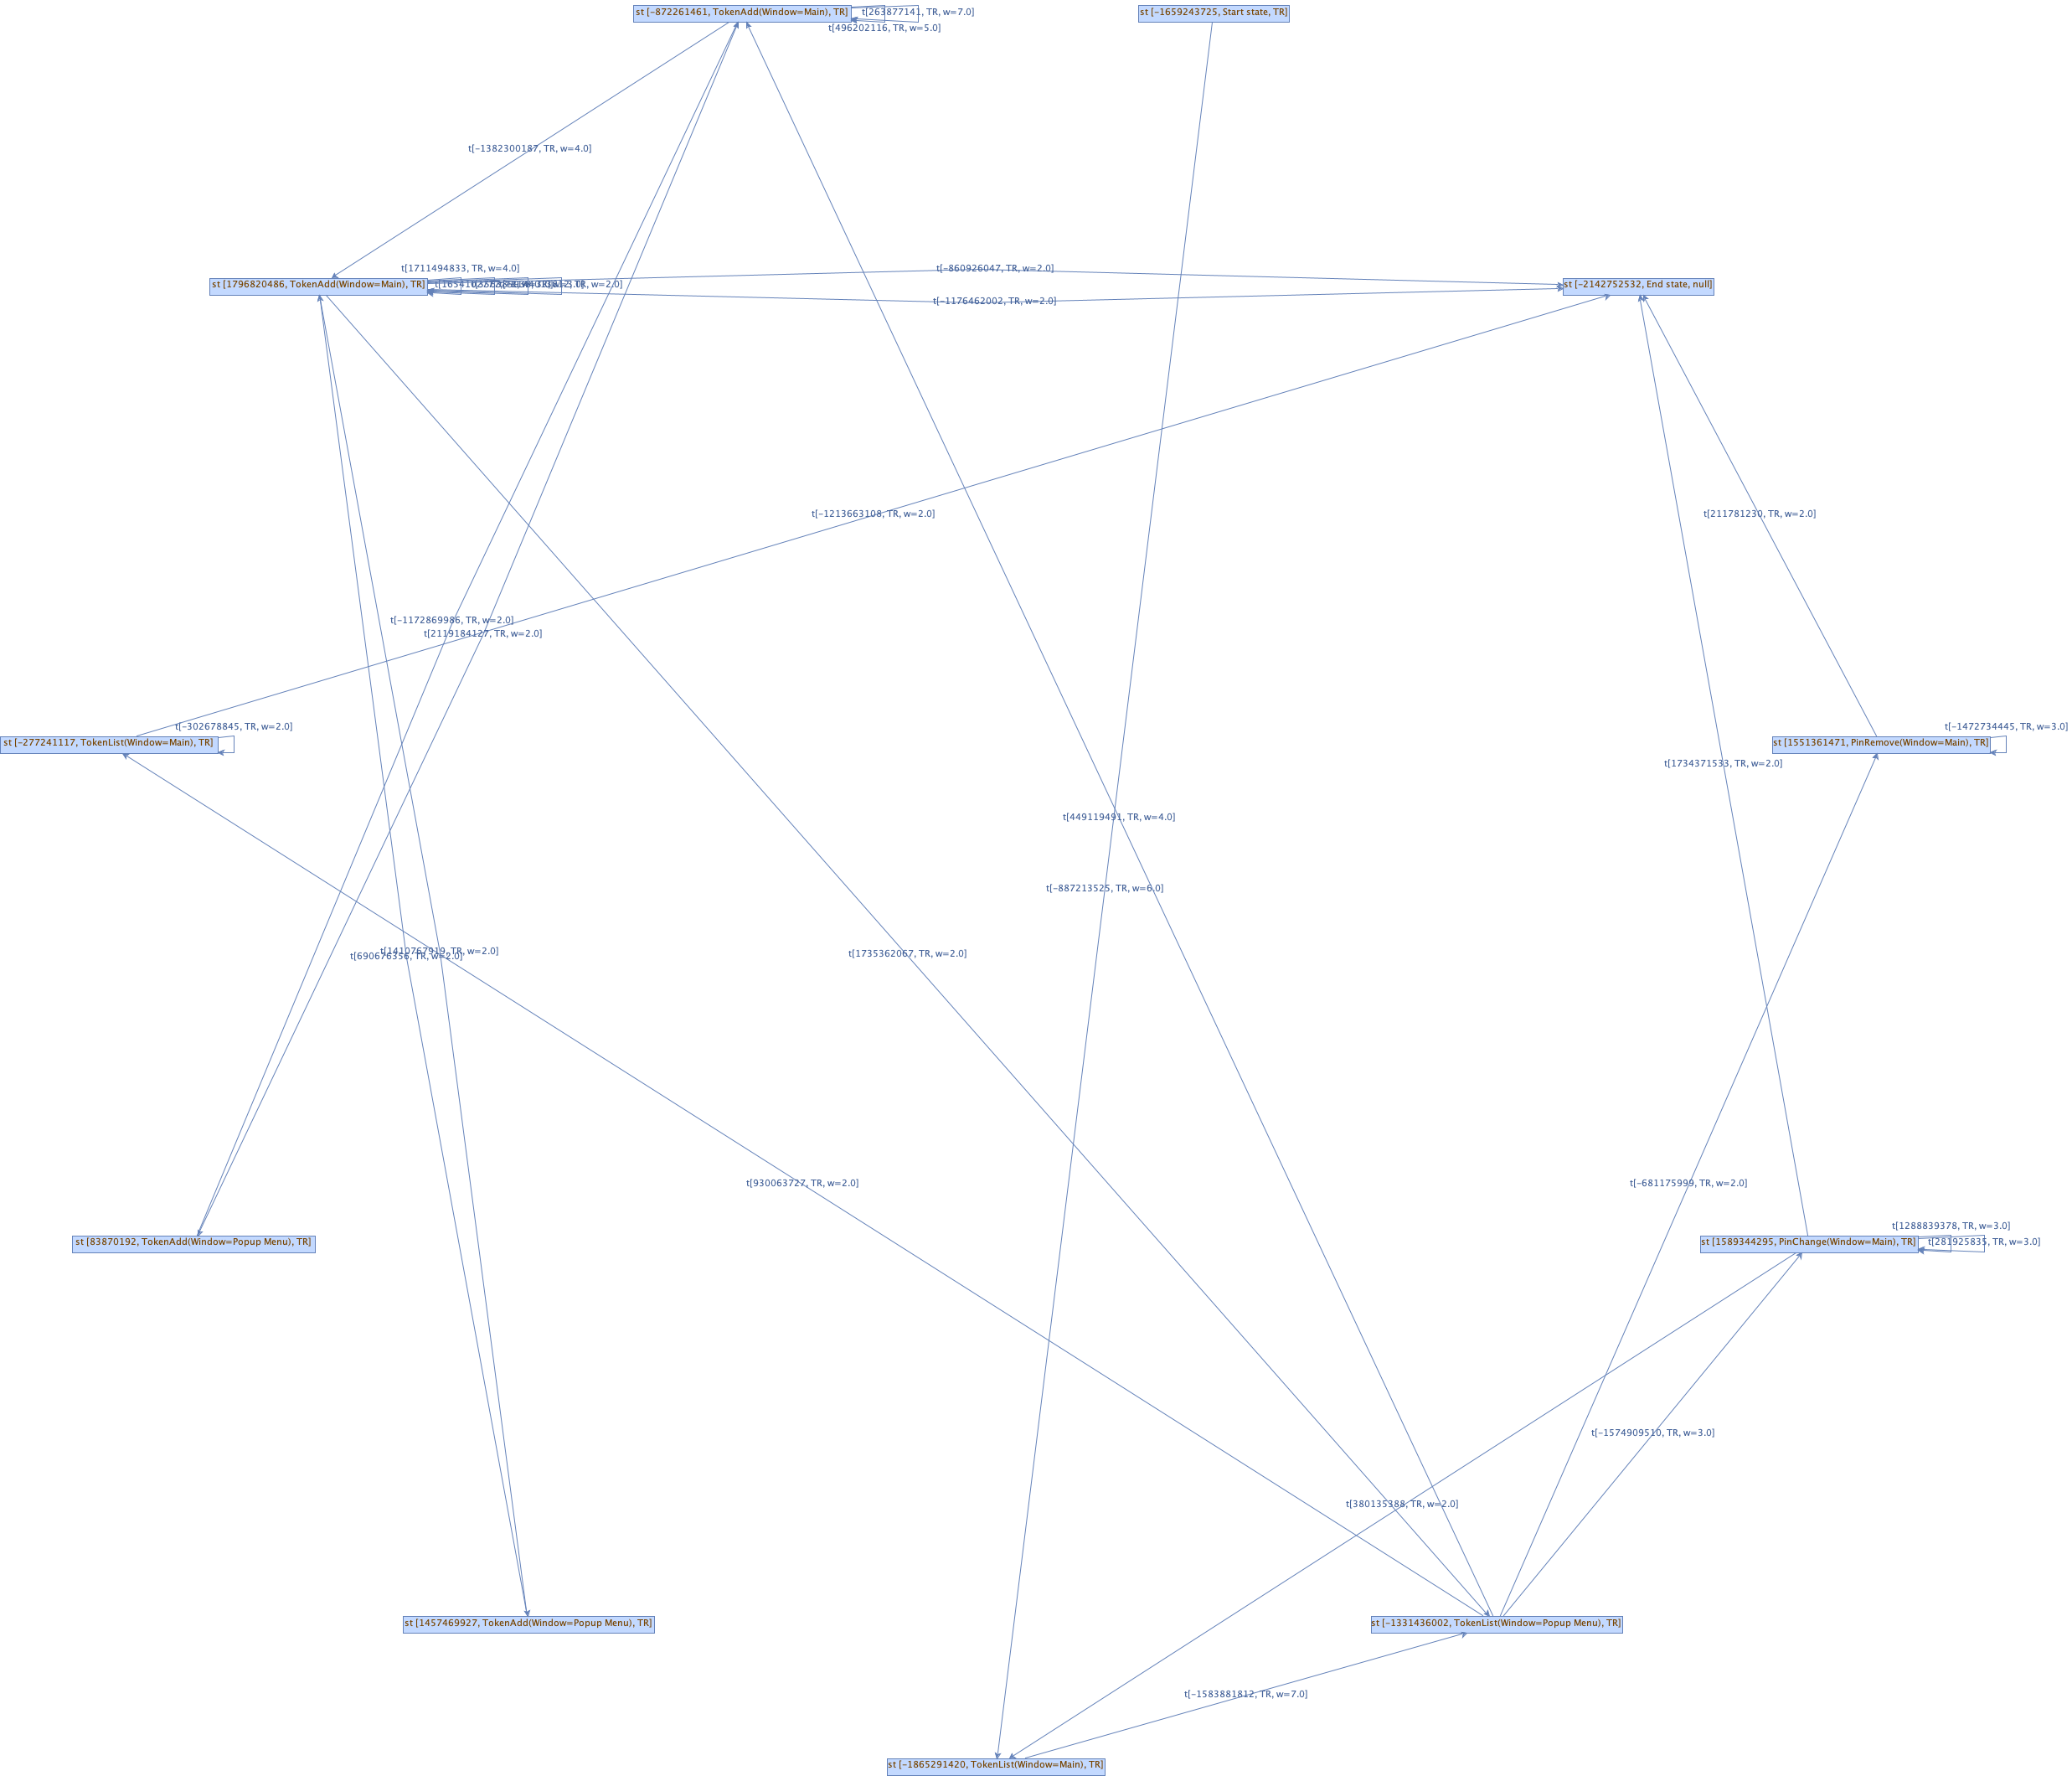 st [-872261461, TokenAdd(Window=Main), TR]
t[263877141, TR, w=7.0]
st [-1659243725, Start state, TR]
t[496202116, TR, w=5.0]
t[-1382300187, TR, w=4.0]
t[1711494833, TR, w=4.0]
t[-860926047, TR, w=2.0]
st [1796820486, TokenAdd(Window=Main), TR]
TR, w=2.0]
st [-2142752532, End state, null]
t[-1176462002, TR, w=2.0]
t[-1213663108, TR, w=2.0]
t[211781230, TR, w=2.0]
t[-1172869986, TR, w=2.0]
t[2119184127, TR, w=2.0]
t[-302678845, TR, w=2.0]
t[-1472734445, TR, w=3.0]
st [-277241117, TokenList(Window=Main), TR]
st [1551361471, PinRemove(Window=Main), TR]
t[1734371533, TR, w=2.0]
t[449119491, TR, w=4.0]
t[-887213525, TR, w=6.0]
t[1410767919, TR, w=2.0]
t[690676356, TR, w=2.0]
t[1735362067, TR, w=2.0]
t[930063727, TR, w=2.0]
t[-681175999, TR, w=2.0]
t[1288839378, TR, w=3.0]
st [83870192, TokenAdd(Window=Popup Menu), TR]
st [1589344295, PinChange(Window=Main), TR]
t[281925835, TR, w=3.0]
t[-1574909510, TR, w=3.0]
t[380135388, TR, w=2.0]
st [1457469927, TokenAdd(Window=Popup Menu), TR]
st [-1331436002, TokenList(Window=Popup Menu), TR]
t[-1583881812, TR, w=7.0]
st [-1865291420, TokenList(Window=Main), TR]